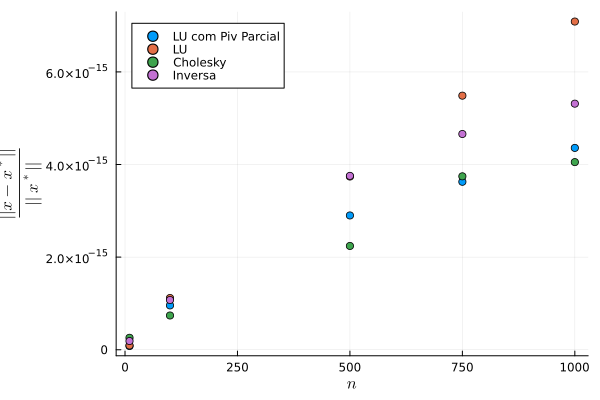 LU com Piv Parcial
LU
Cholesky
Inversa
6.0×10⁻¹⁵
4.0×10⁻¹⁵
2.0×10⁻¹⁵
0
||x − x*||
||x*||
0 250 500 750 1000
n